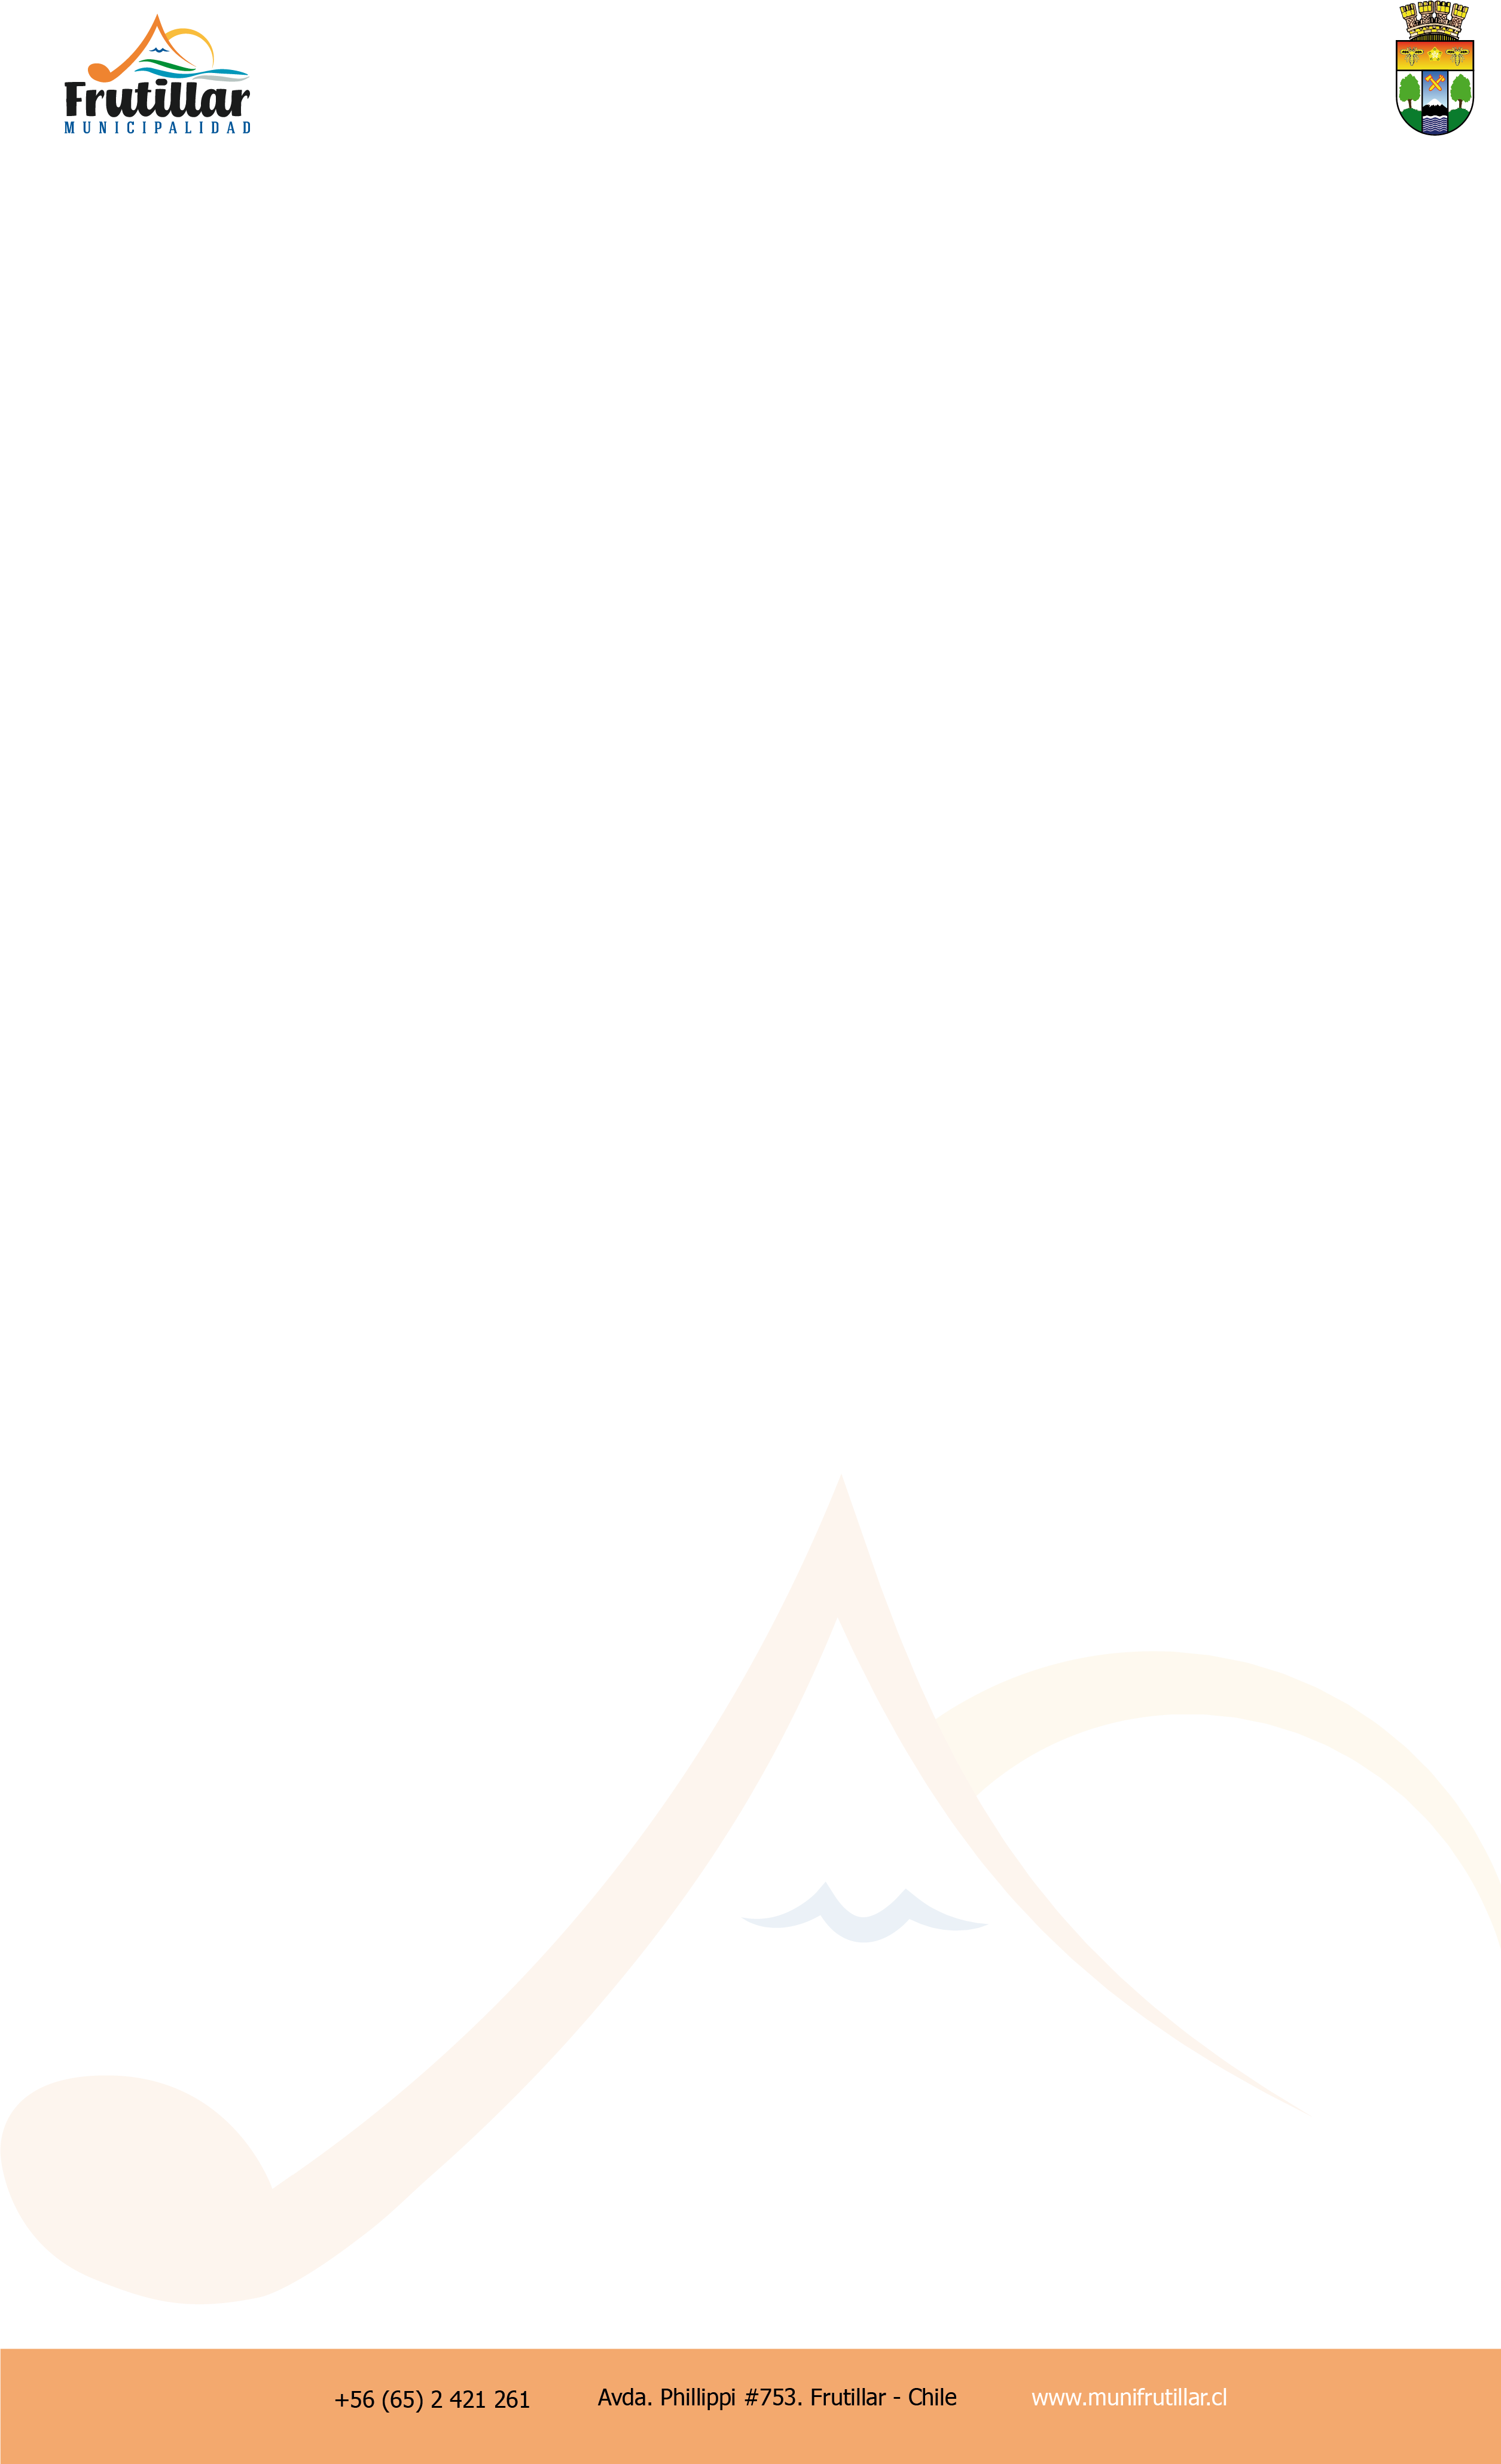 Frutillar
MUNICIPALIDAD
+56 (65) 2 421 261 Avda. Phillippi #753. Frutillar - Chile www.munifrutillar.cl